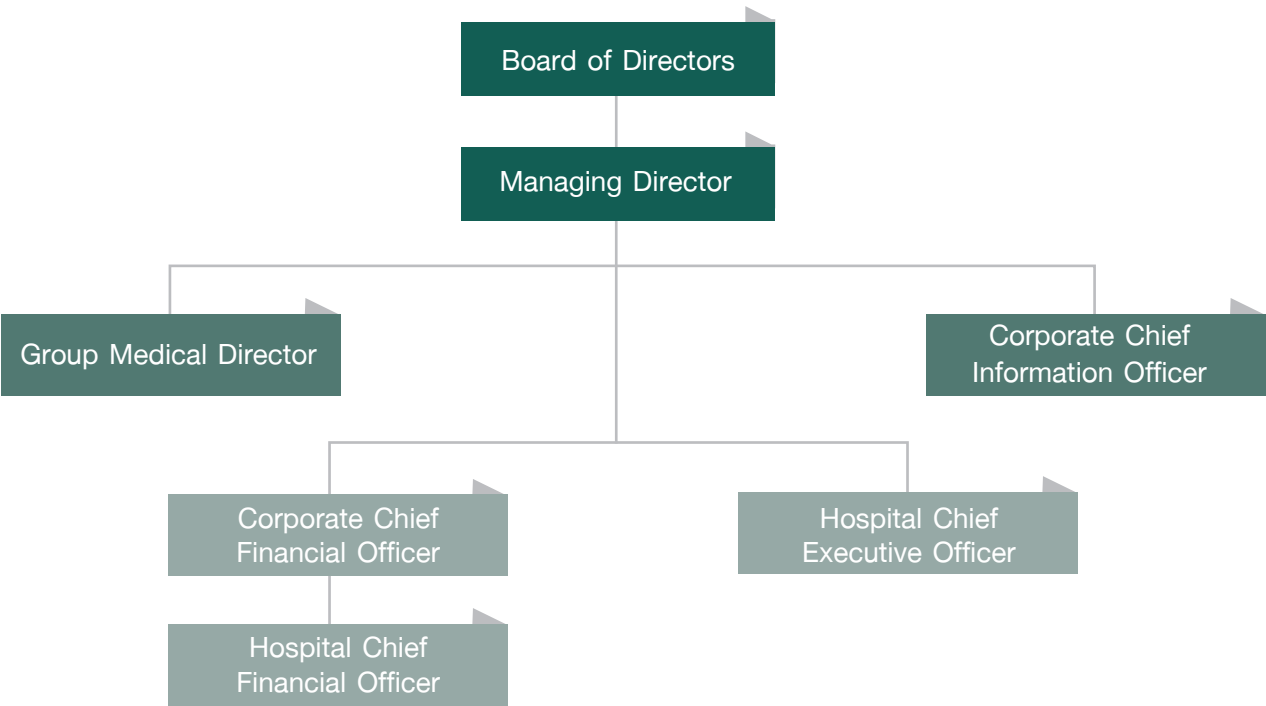 Board of Directors
Managing Director
Group Medical Director
Corporate Chief
Information Officer
Corporate Chief
Financial Officer
Hospital Chief
Executive Officer
Hospital Chief
Financial Officer